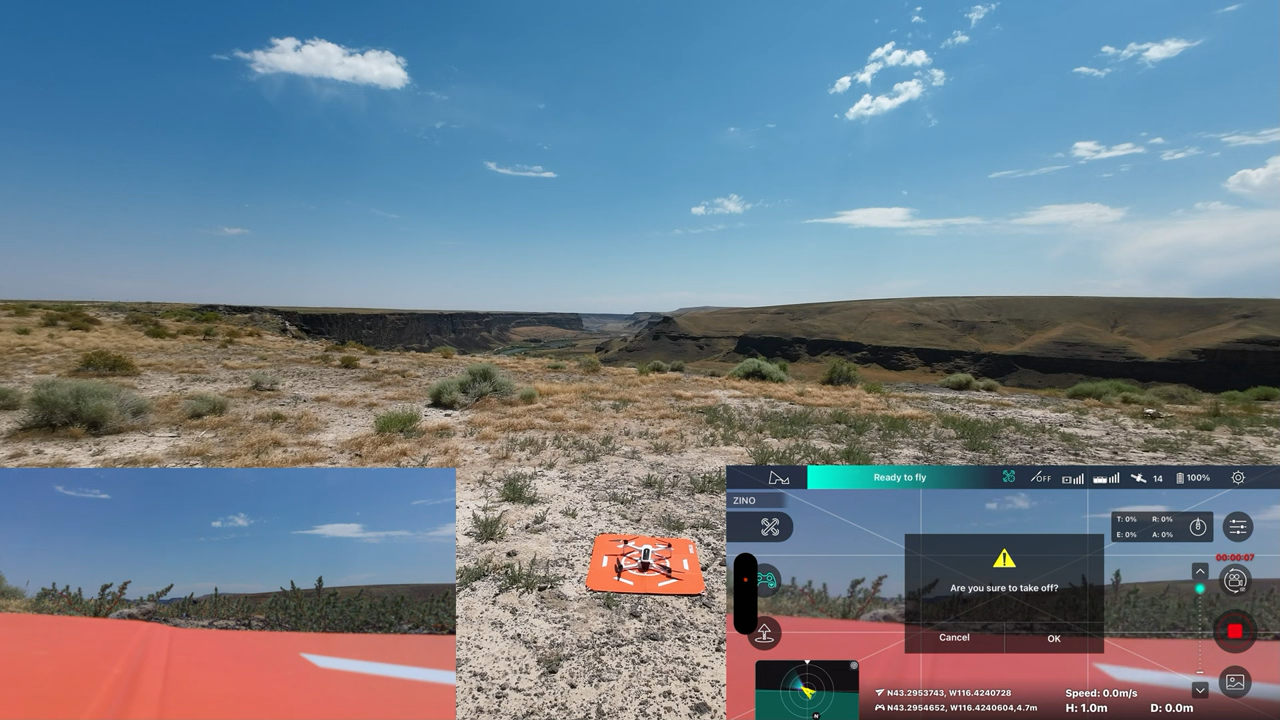 Ready to fly
OFF
14
100%
ZINO
T: 0% R: 0%
E: 0% A: 0%
00:00:07
Are you sure to take off?
Cancel OK
N43.2953743, W116.4240728
N43.2954652, W116.4240604,4.7m
Speed: 0.0m/s
H: 1.0m D: 0.0m
N